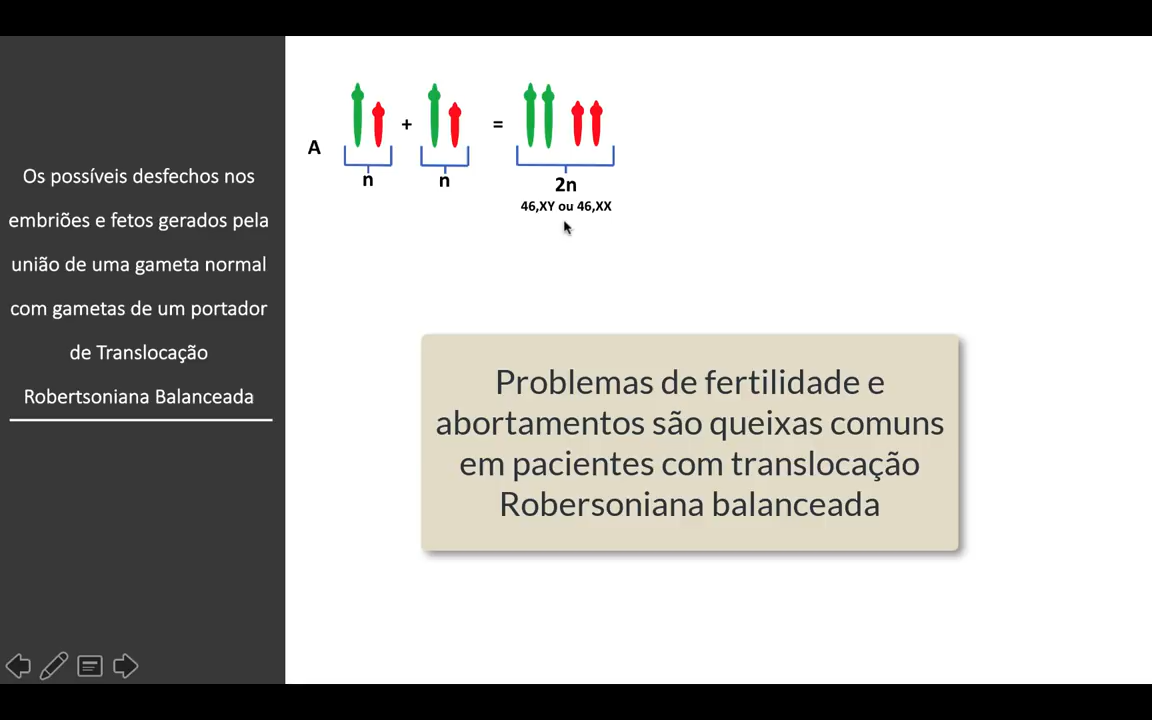 Os possíveis desfechos nos
embriões e fetos gerados pela
união de uma gameta normal
com gametas de um portador
de Translocação
Robertsoniana Balanceada
A
+
=
n
n
2n
46,XY ou 46,XX
Problemas de fertilidade e
abortamentos são queixas comuns
em pacientes com translocação
Robersoniana balanceada